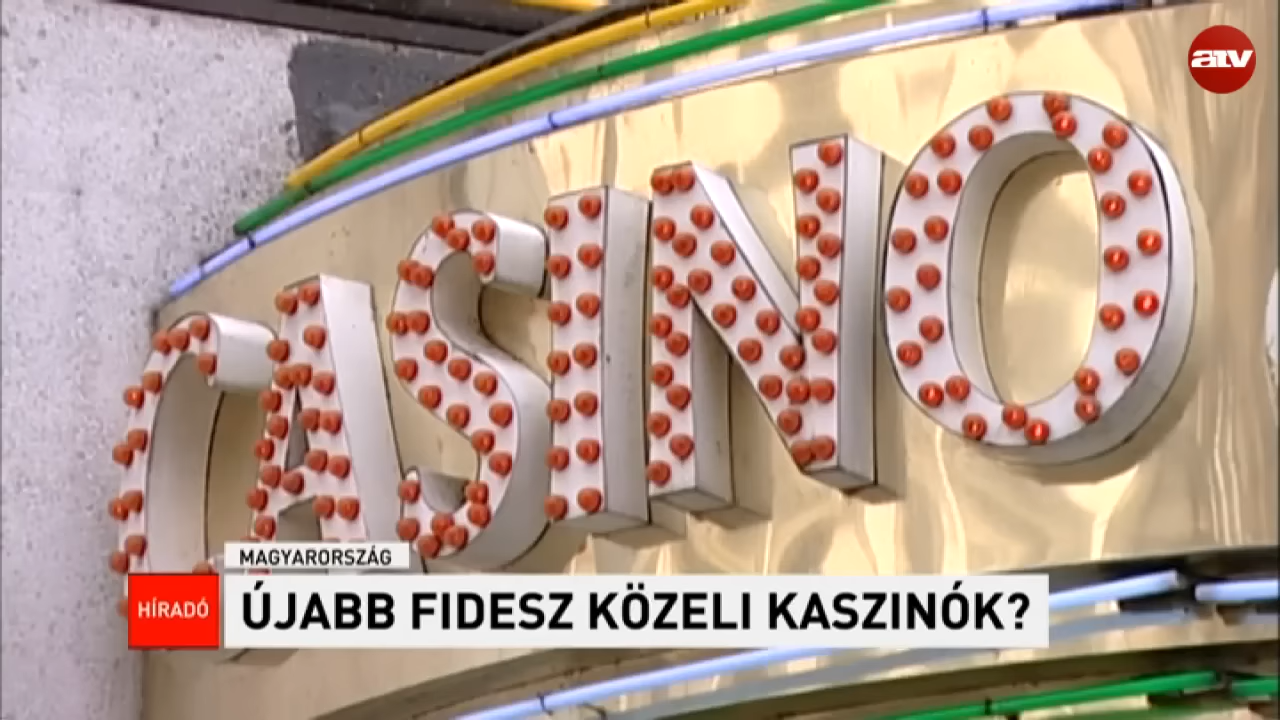 atv
CASINO
MAGYARORSZÁG
HÍRADÓ
ÚJABB FIDESZ KÖZELI KASZINÓK?